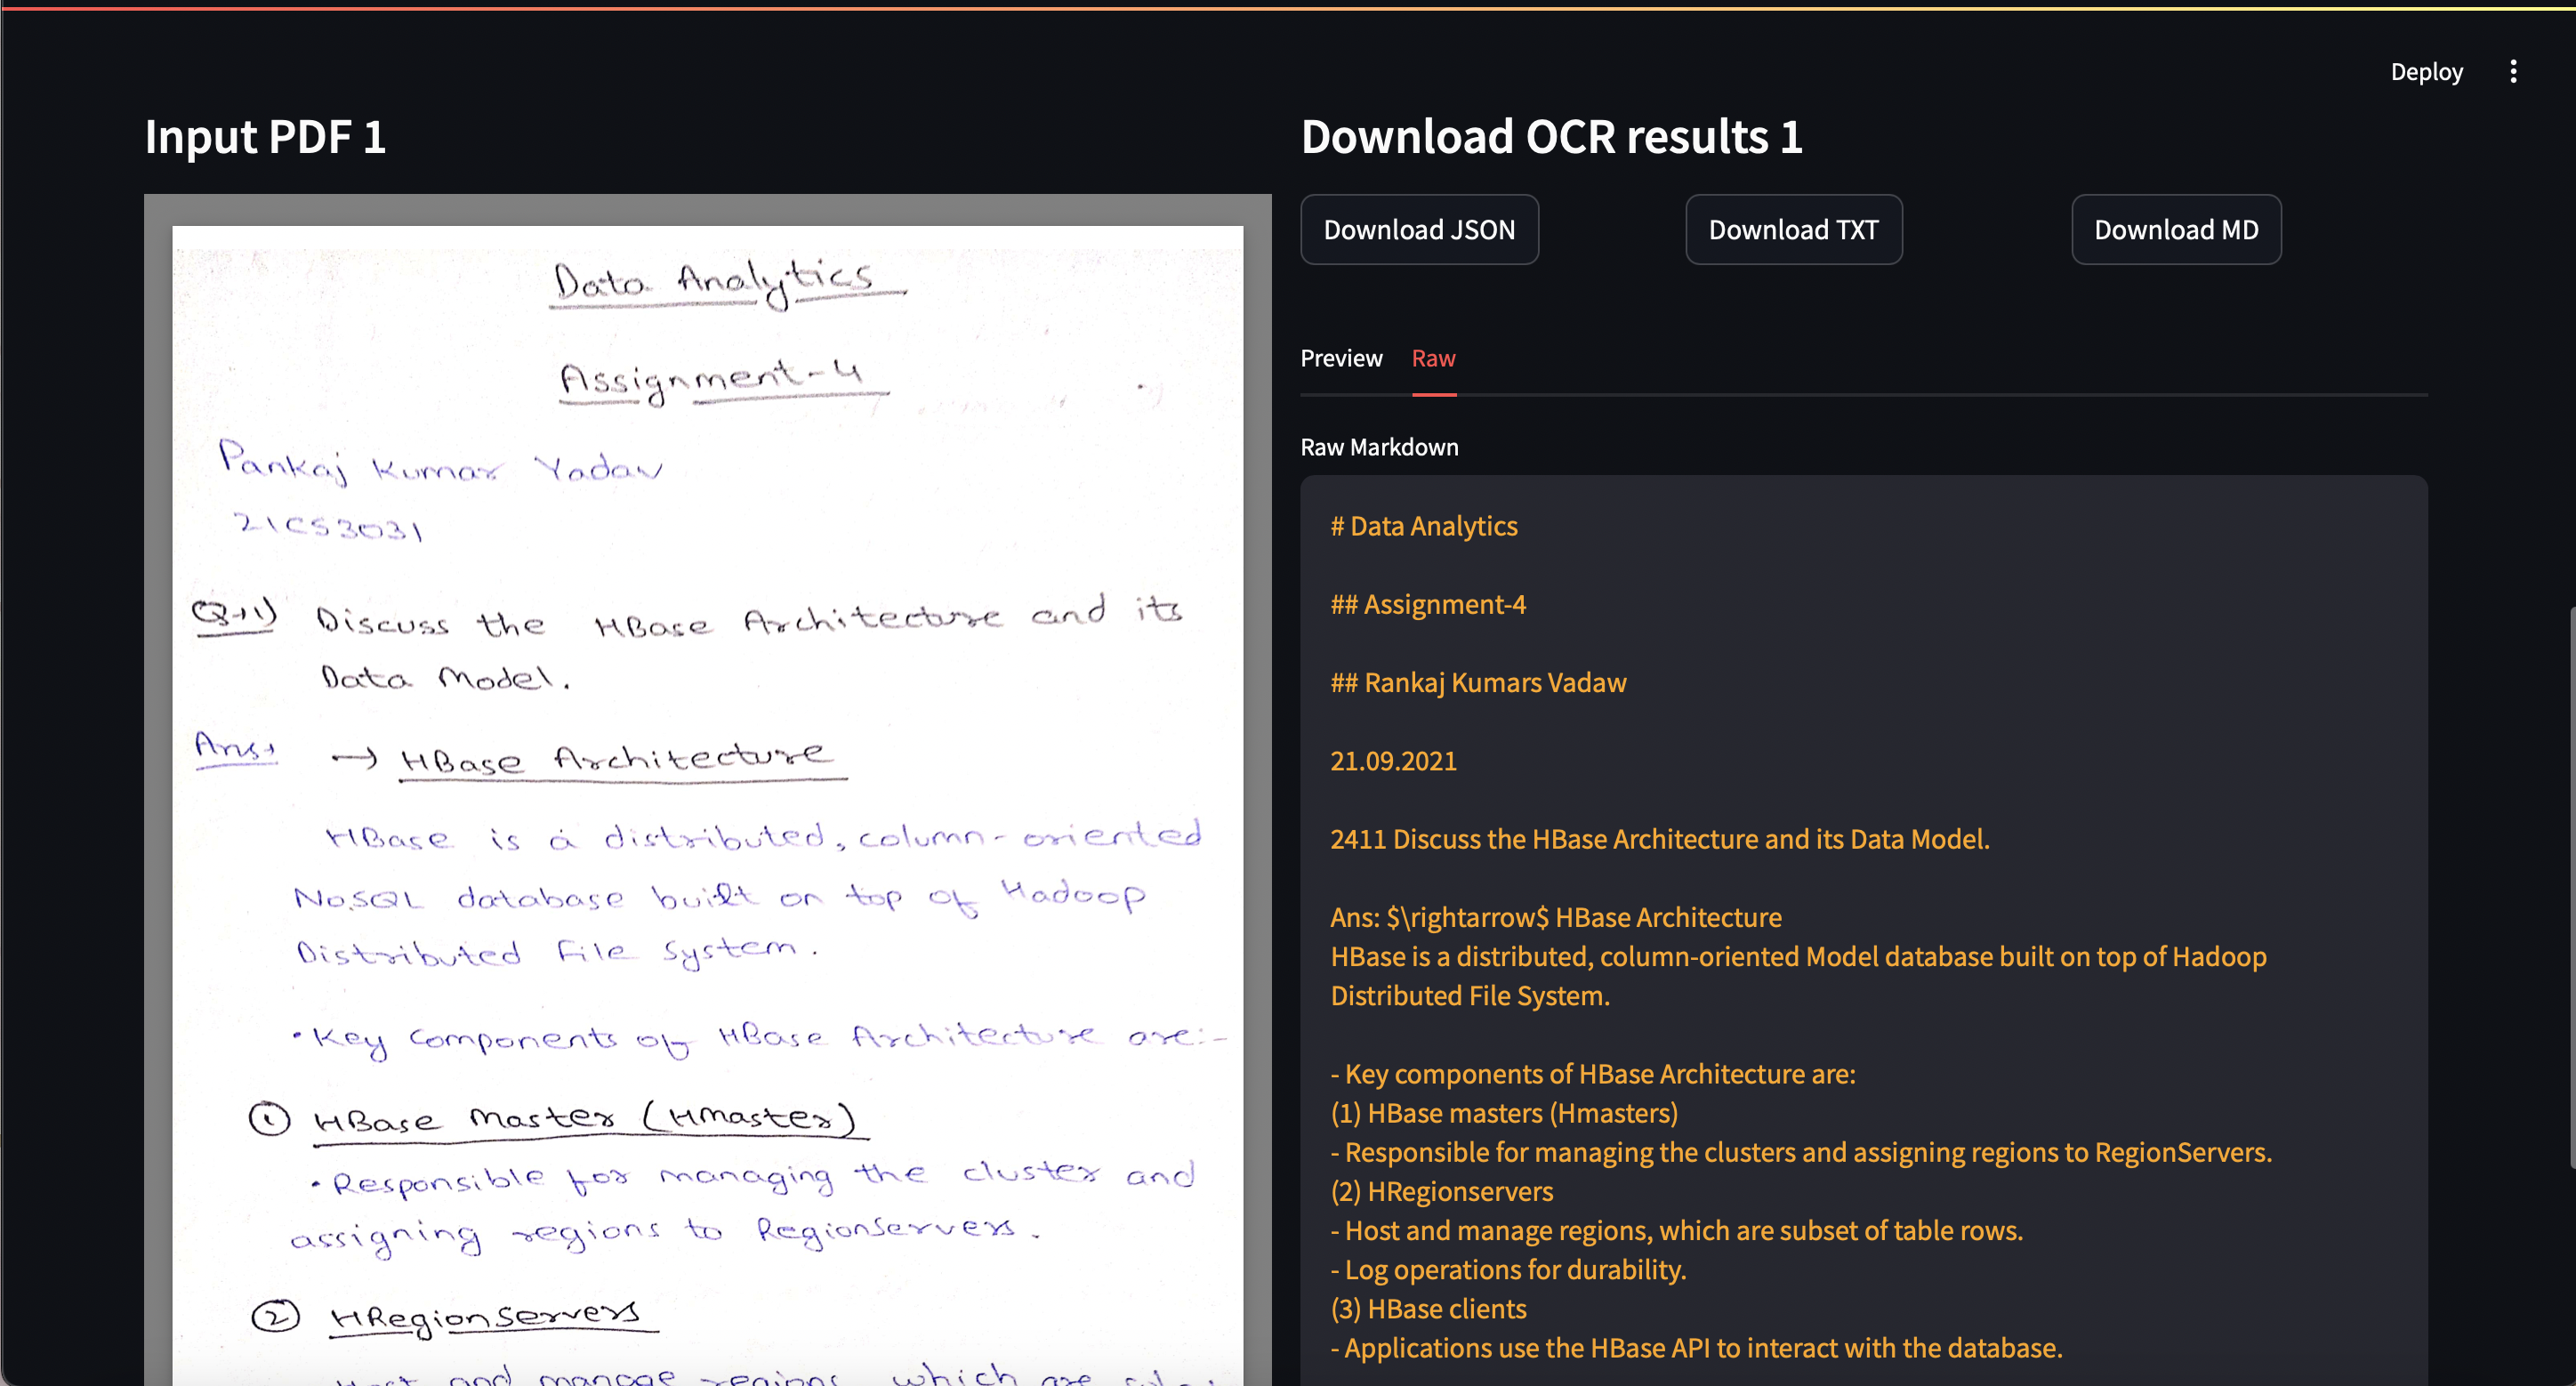 Deploy
Input PDF 1
Data Analytics
Assignment-4
Pankaj Kumar Yadav
21CS3031
Q→1) Discuss the HBase Architecture and its
Data Model.
Ans→ → HBase Architecture
HBase is a distributed, column-oriented
NoSQL database built on top of Hadoop
Distributed File System.
• Key Components of HBase Architecture are:-
① HBase Master (HMaster)
• Responsible for managing the cluster and
assigning regions to RegionServers.
② HRegionServers
Host and manage regions, which are
Download OCR results 1
Download JSON
Download TXT
Download MD
Preview
Raw
Raw Markdown
# Data Analytics
## Assignment-4
## Rankaj Kumars Vadaw
21.09.2021
2411 Discuss the HBase Architecture and its Data Model.
Ans: $\rightarrow$ HBase Architecture
HBase is a distributed, column-oriented Model database built on top of Hadoop
Distributed File System.
- Key components of HBase Architecture are:
(1) HBase masters (Hmasters)
- Responsible for managing the clusters and assigning regions to RegionServers.
(2) HRegionservers
- Host and manage regions, which are subset of table rows.
- Log operations for durability.
(3) HBase clients
- Applications use the HBase API to interact with the database.